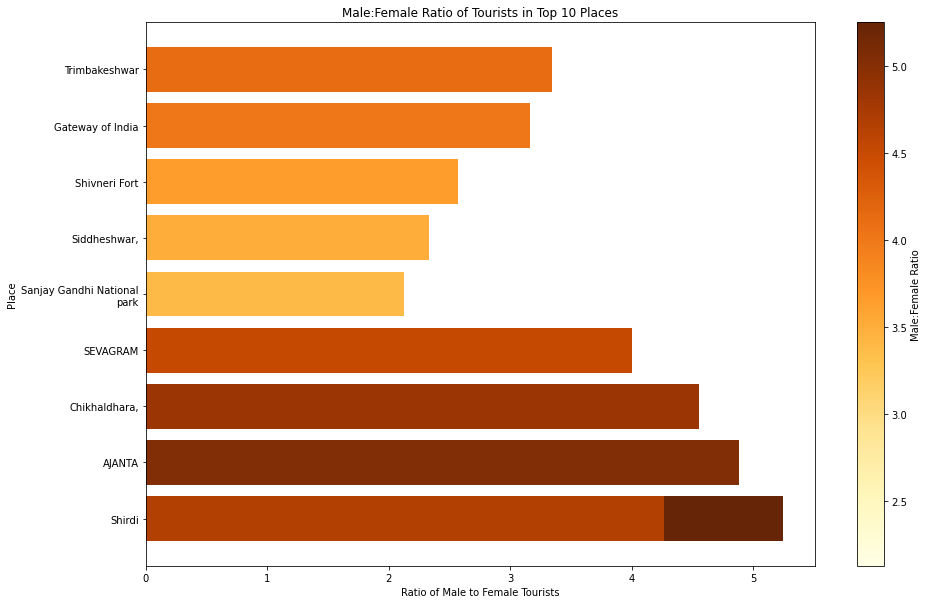 Male:Female Ratio of Tourists in Top 10 Places
Trimbakeshwar
Gateway of India
Shivneri Fort
Siddheshwar,
Sanjay Gandhi National
park
SEVAGRAM
Chikhaldhara,
AJANTA
Shirdi
Place
0 1 2 3 4 5
Ratio of Male to Female Tourists
5.0
4.5
4.0
3.5
3.0
2.5
Male:Female Ratio